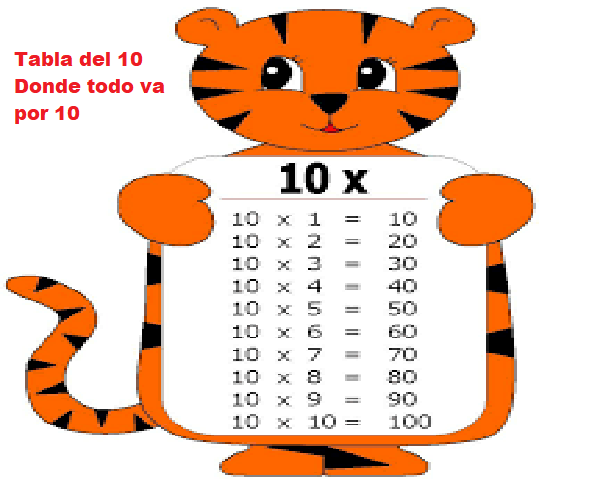 Tabla del 10
Donde todo va
por 10
10 x
10 x 1 = 10
10 x 2 = 20
10 x 3 = 30
10 x 4 = 40
10 x 5 = 50
10 x 6 = 60
10 x 7 = 70
10 x 8 = 80
10 x 9 = 90
10 x 10 = 100